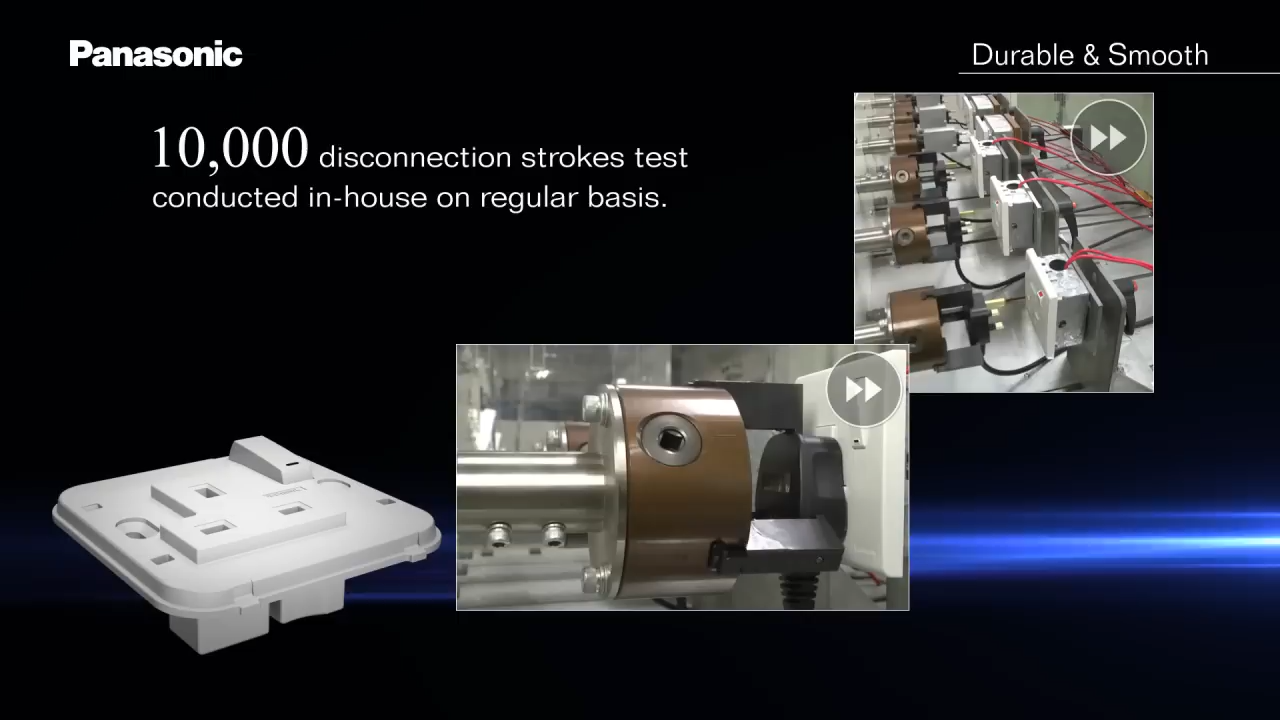 Panasonic
Durable & Smooth
10,000 disconnection strokes test
conducted in-house on regular basis.